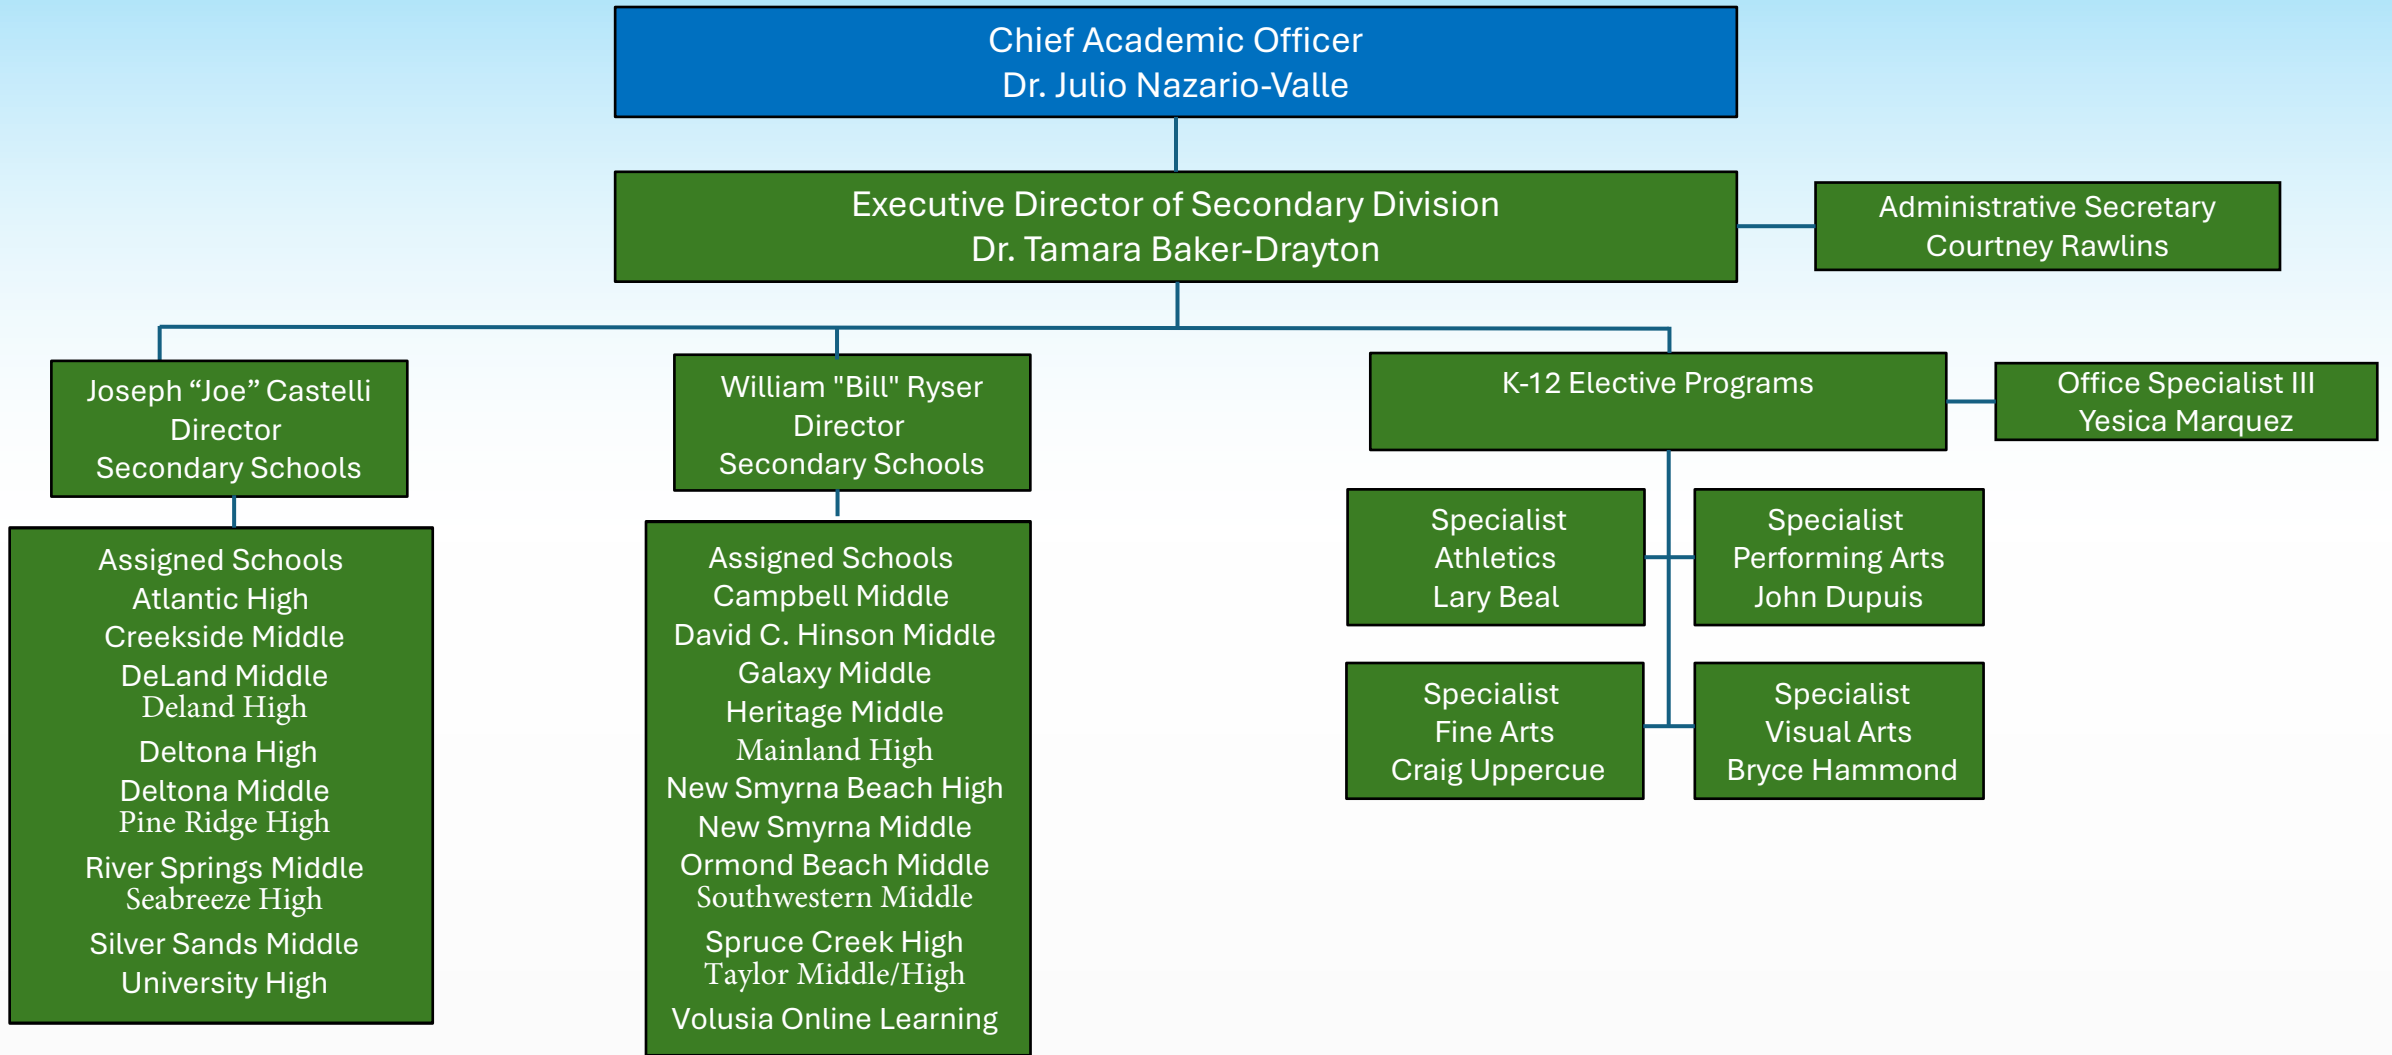 Chief Academic Officer
Dr. Julio Nazario-Valle
Executive Director of Secondary Division
Dr. Tamara Baker-Drayton
Administrative Secretary
Courtney Rawlins
Joseph “Joe” Castelli
Director
Secondary Schools
William "Bill" Ryser
Director
Secondary Schools
K-12 Elective Programs
Office Specialist III
Yesica Marquez
Assigned Schools
Atlantic High
Creekside Middle
DeLand Middle
Deland High
Deltona High
Deltona Middle
Pine Ridge High
River Springs Middle
Seabreeze High
Silver Sands Middle
University High
Assigned Schools
Campbell Middle
David C. Hinson Middle
Galaxy Middle
Heritage Middle
Mainland High
New Smyrna Beach High
New Smyrna Middle
Ormond Beach Middle
Southwestern Middle
Spruce Creek High
Taylor Middle/High
Volusia Online Learning
Specialist
Athletics
Lary Beal
Specialist
Performing Arts
John Dupuis
Specialist
Fine Arts
Craig Uppercue
Specialist
Visual Arts
Bryce Hammond